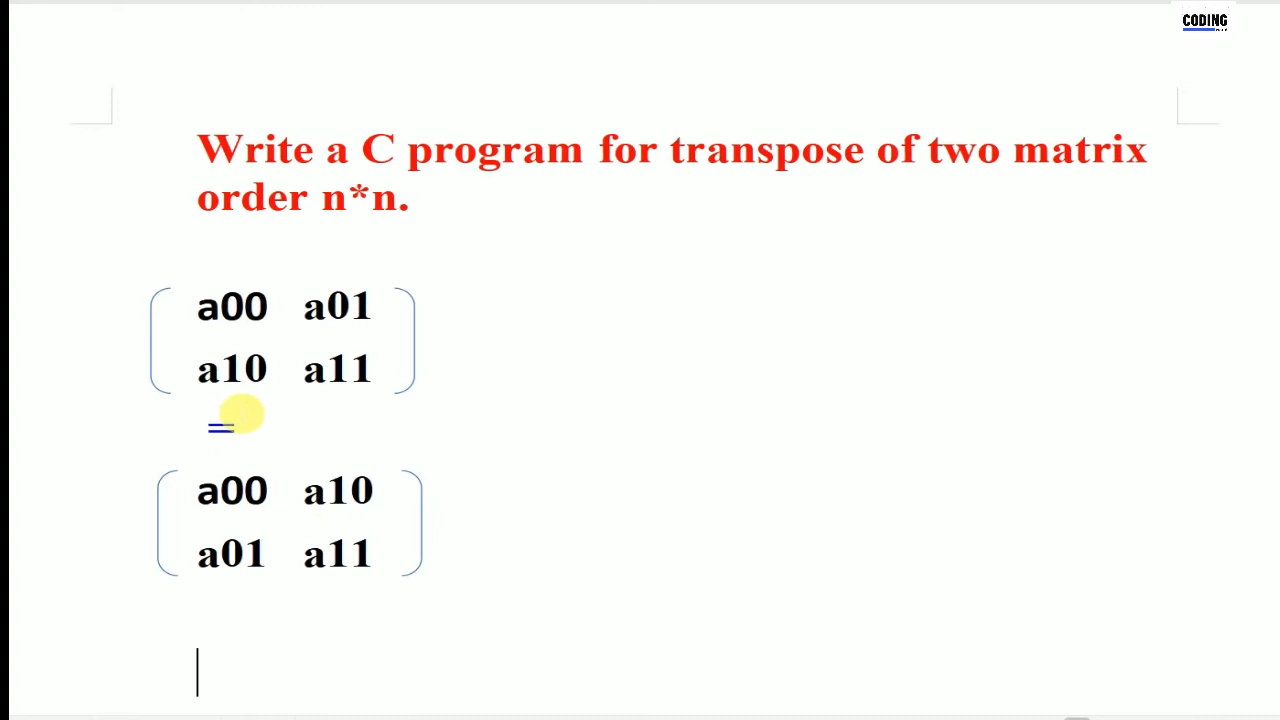 CODING
Write a C program for transpose of two matrix
order n*n.
a00 a01
a10 a11
=
a00 a10
a01 a11